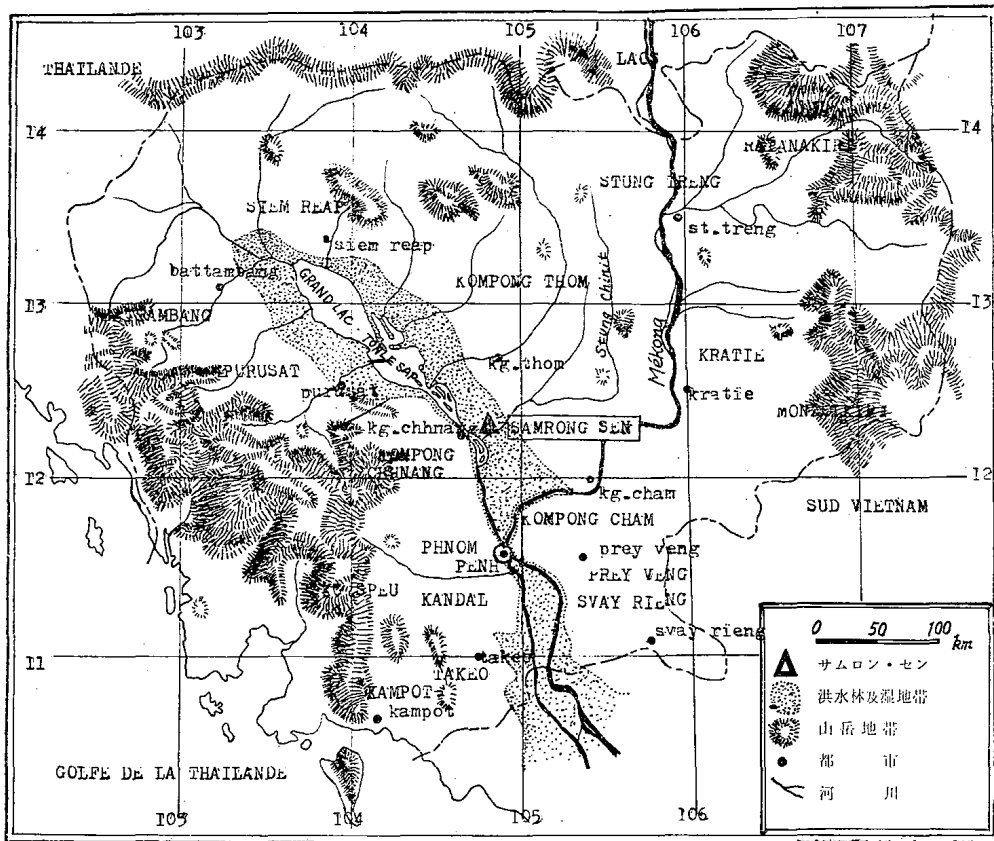 103 104 105 106 107
THAILANDE
LAOS
14 14
RATANAKIRI
STUNG TRENG
SIEM REAP
siem reap
st.treng
battambang
GRAND LAC
KOMPONG THOM
Seung Chinit
13 13
TONLE SAP
Mékong
KRATIE
PURUSAT
kg.thom
purusat
kratie
kg.chhnang
SAMRONG SEN
KOMPONG
CHHNANG
12 12
kg.cham
SUD VIETNAM
KOMPONG CHAM
PHNOM
PENH
prey veng
PREY VENG
SPEU
KANDAL
SVAY RIENG
svay rieng
11 11
takeo
TAKEO
KAMPOT
kampot
GOLFE DE LA THAILANDE
103 104 105 106
0 50 100
km
サムロン・セン
洪水林及湿地帯
山岳地帯
都市
河川